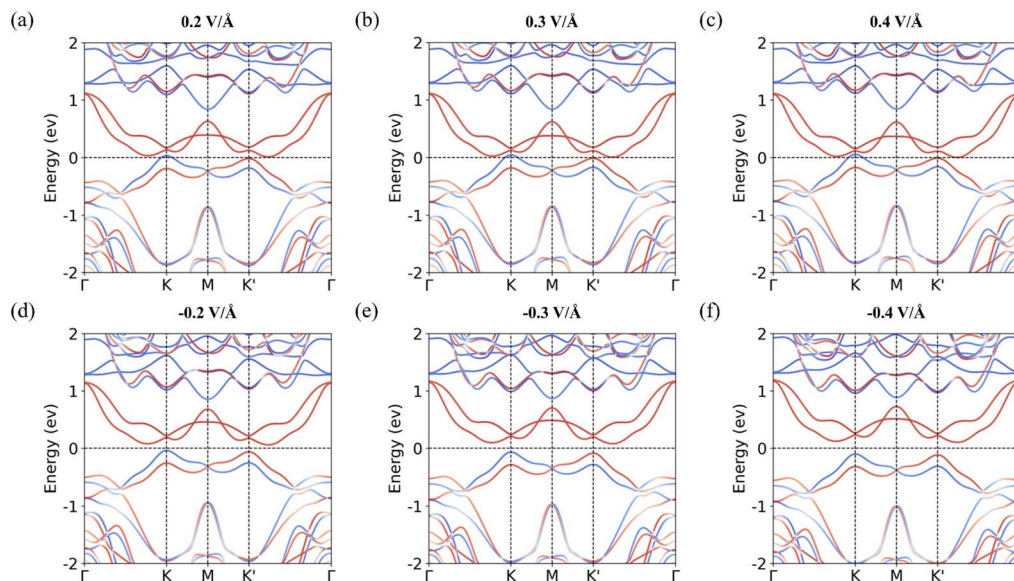 (a) 0.2 V/Å (b) 0.3 V/Å (c) 0.4 V/Å
2 2 2
1 1 1
Energy (ev) 0 Energy (ev) 0 Energy (ev) 0
-1 -1 -1
-2 -2 -2
Γ K M K' Γ Γ K M K' Γ Γ K M K' Γ
(d) -0.2 V/Å (e) -0.3 V/Å (f) -0.4 V/Å
2 2 2
1 1 1
Energy (ev) 0 Energy (ev) 0 Energy (ev) 0
-1 -1 -1
-2 -2 -2
Γ K M K' Γ Γ K M K' Γ Γ K M K' Γ